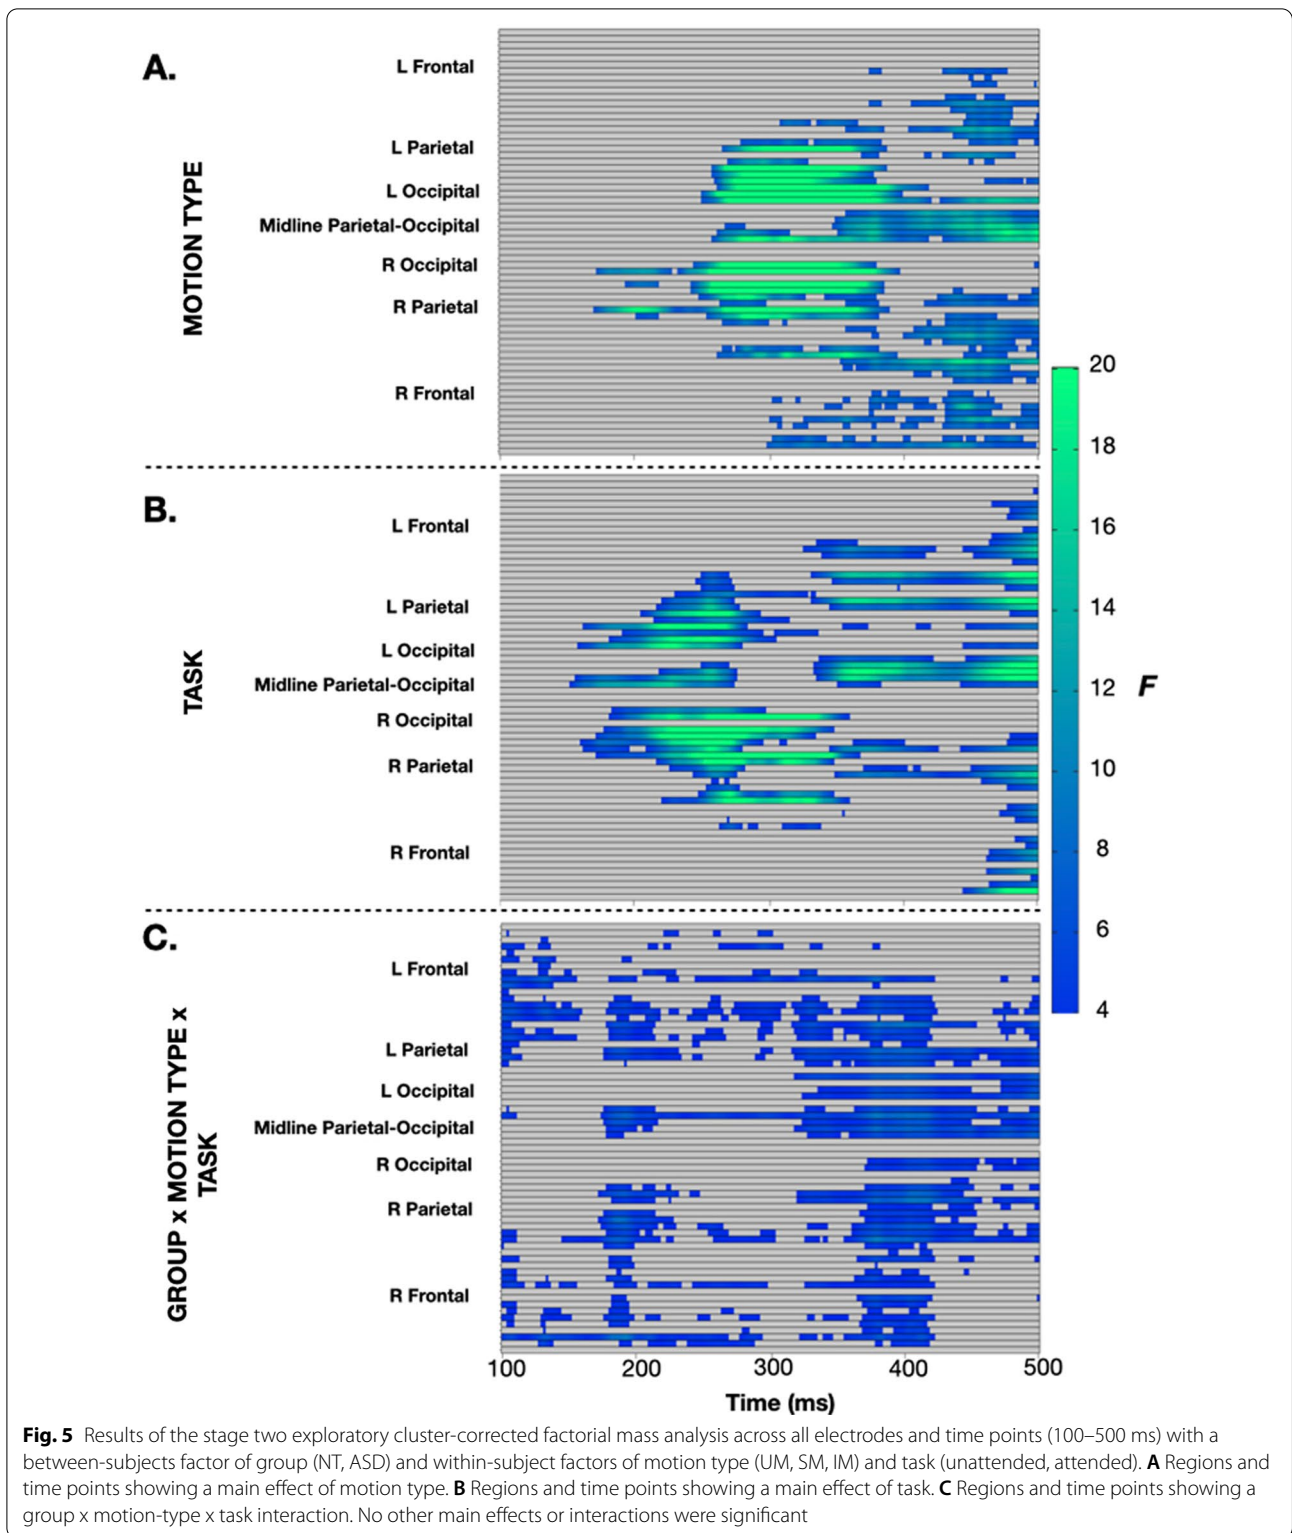 A.
MOTION TYPE
L Frontal
L Parietal
L Occipital
Midline Parietal-Occipital
R Occipital
R Parietal
R Frontal
B.
TASK
L Frontal
L Parietal
L Occipital
Midline Parietal-Occipital
R Occipital
R Parietal
R Frontal
20
18
16
14
12
10
8
6
4
F
C.
GROUP x MOTION TYPE x
TASK
L Frontal
L Parietal
L Occipital
Midline Parietal-Occipital
R Occipital
R Parietal
R Frontal
100 200 300 400 500
Time (ms)
Fig. 5 Results of the stage two exploratory cluster-corrected factorial mass analysis across all electrodes and time points (100–500 ms) with a
between-subjects factor of group (NT, ASD) and within-subject factors of motion type (UM, SM, IM) and task (unattended, attended). A Regions and
time points showing a main effect of motion type. B Regions and time points showing a main effect of task. C Regions and time points showing a
group x motion-type x task interaction. No other main effects or interactions were significant